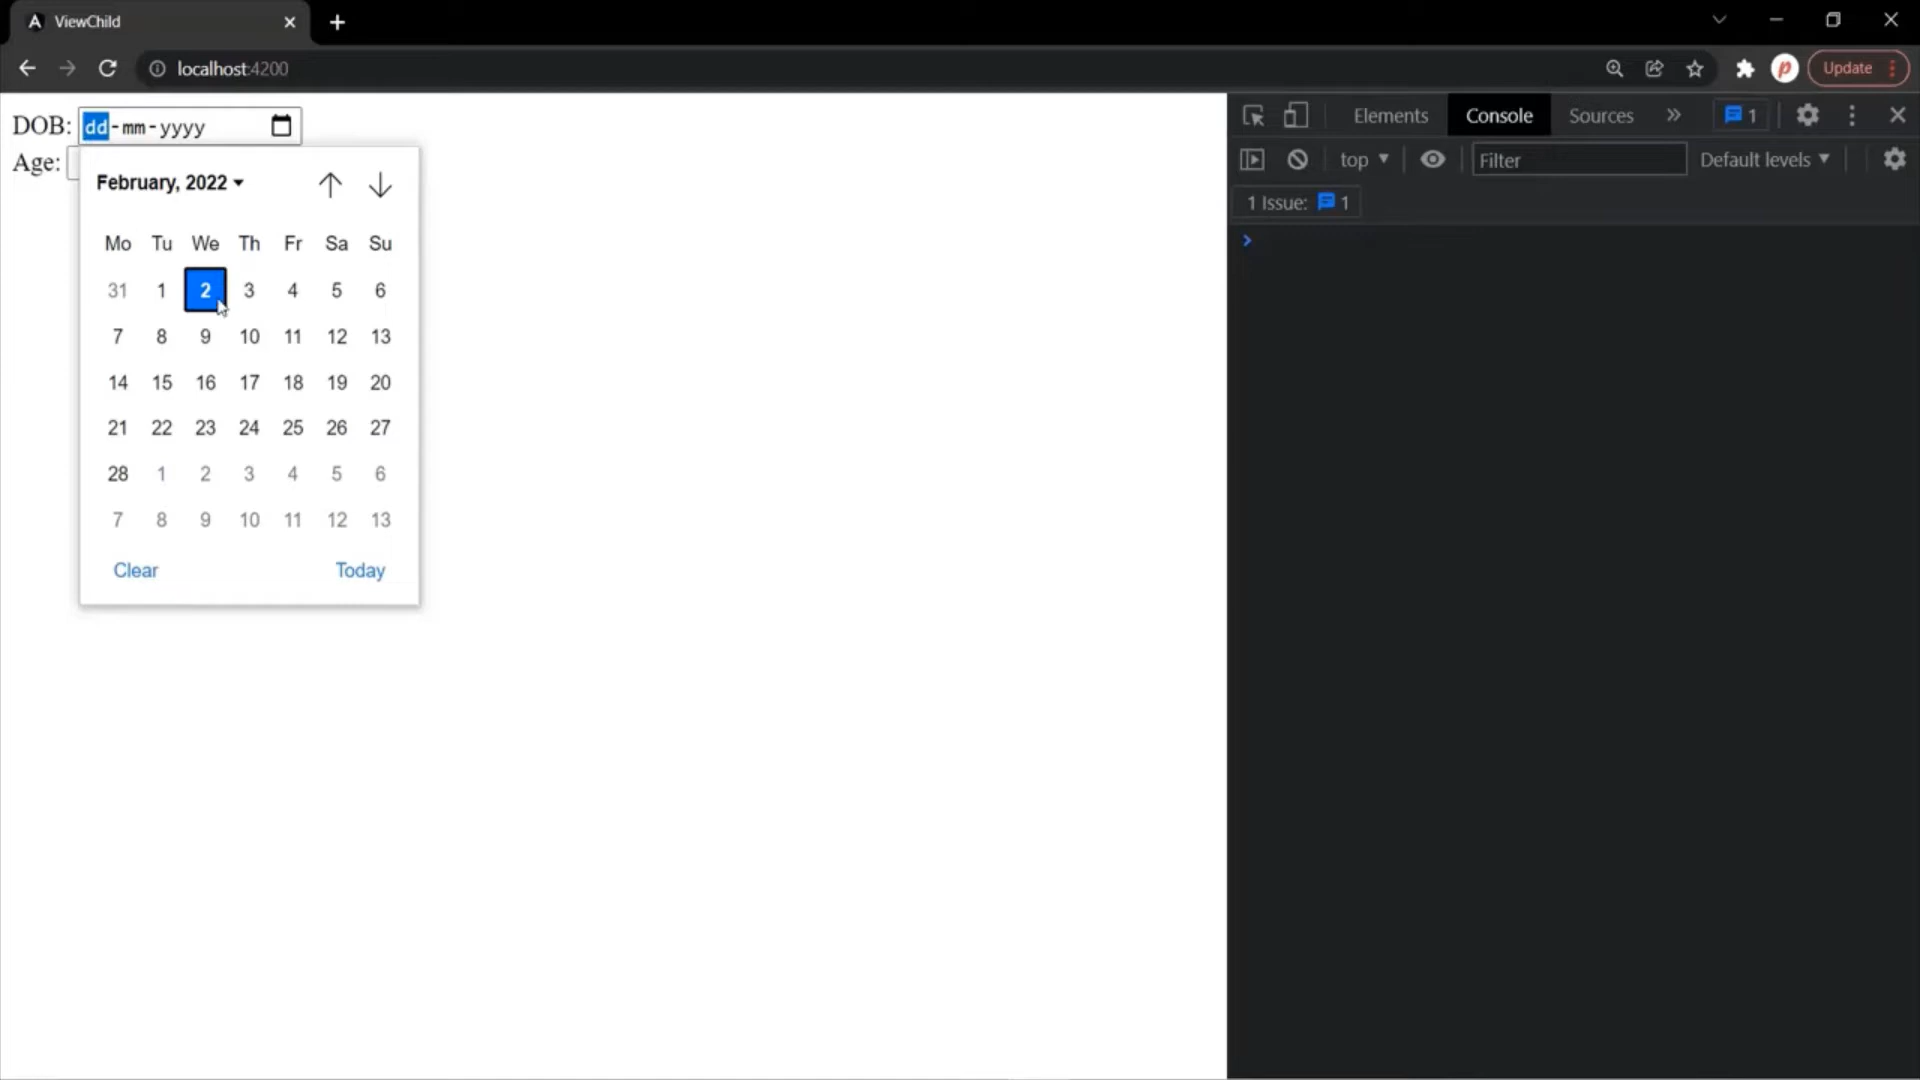 ViewChild
localhost:4200
Update
DOB: dd-mm-yyyy
Age:
February, 2022
Mo Tu We Th Fr Sa Su
31 1 2 3 4 5 6
7 8 9 10 11 12 13
14 15 16 17 18 19 20
21 22 23 24 25 26 27
28 1 2 3 4 5 6
7 8 9 10 11 12 13
Clear Today
Elements Console Sources » 1
top Filter Default levels
1 Issue: 1